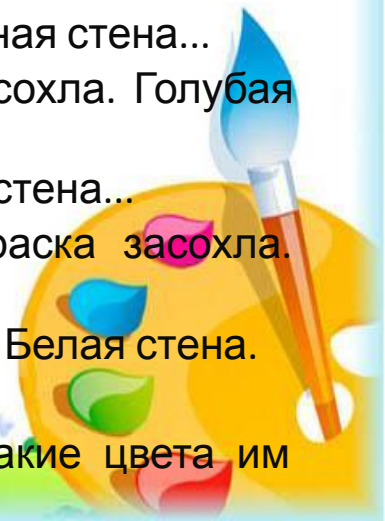 ная стена...
сохла. Голубая
стена...
раска засохла.
Белая стена.
акие цвета им